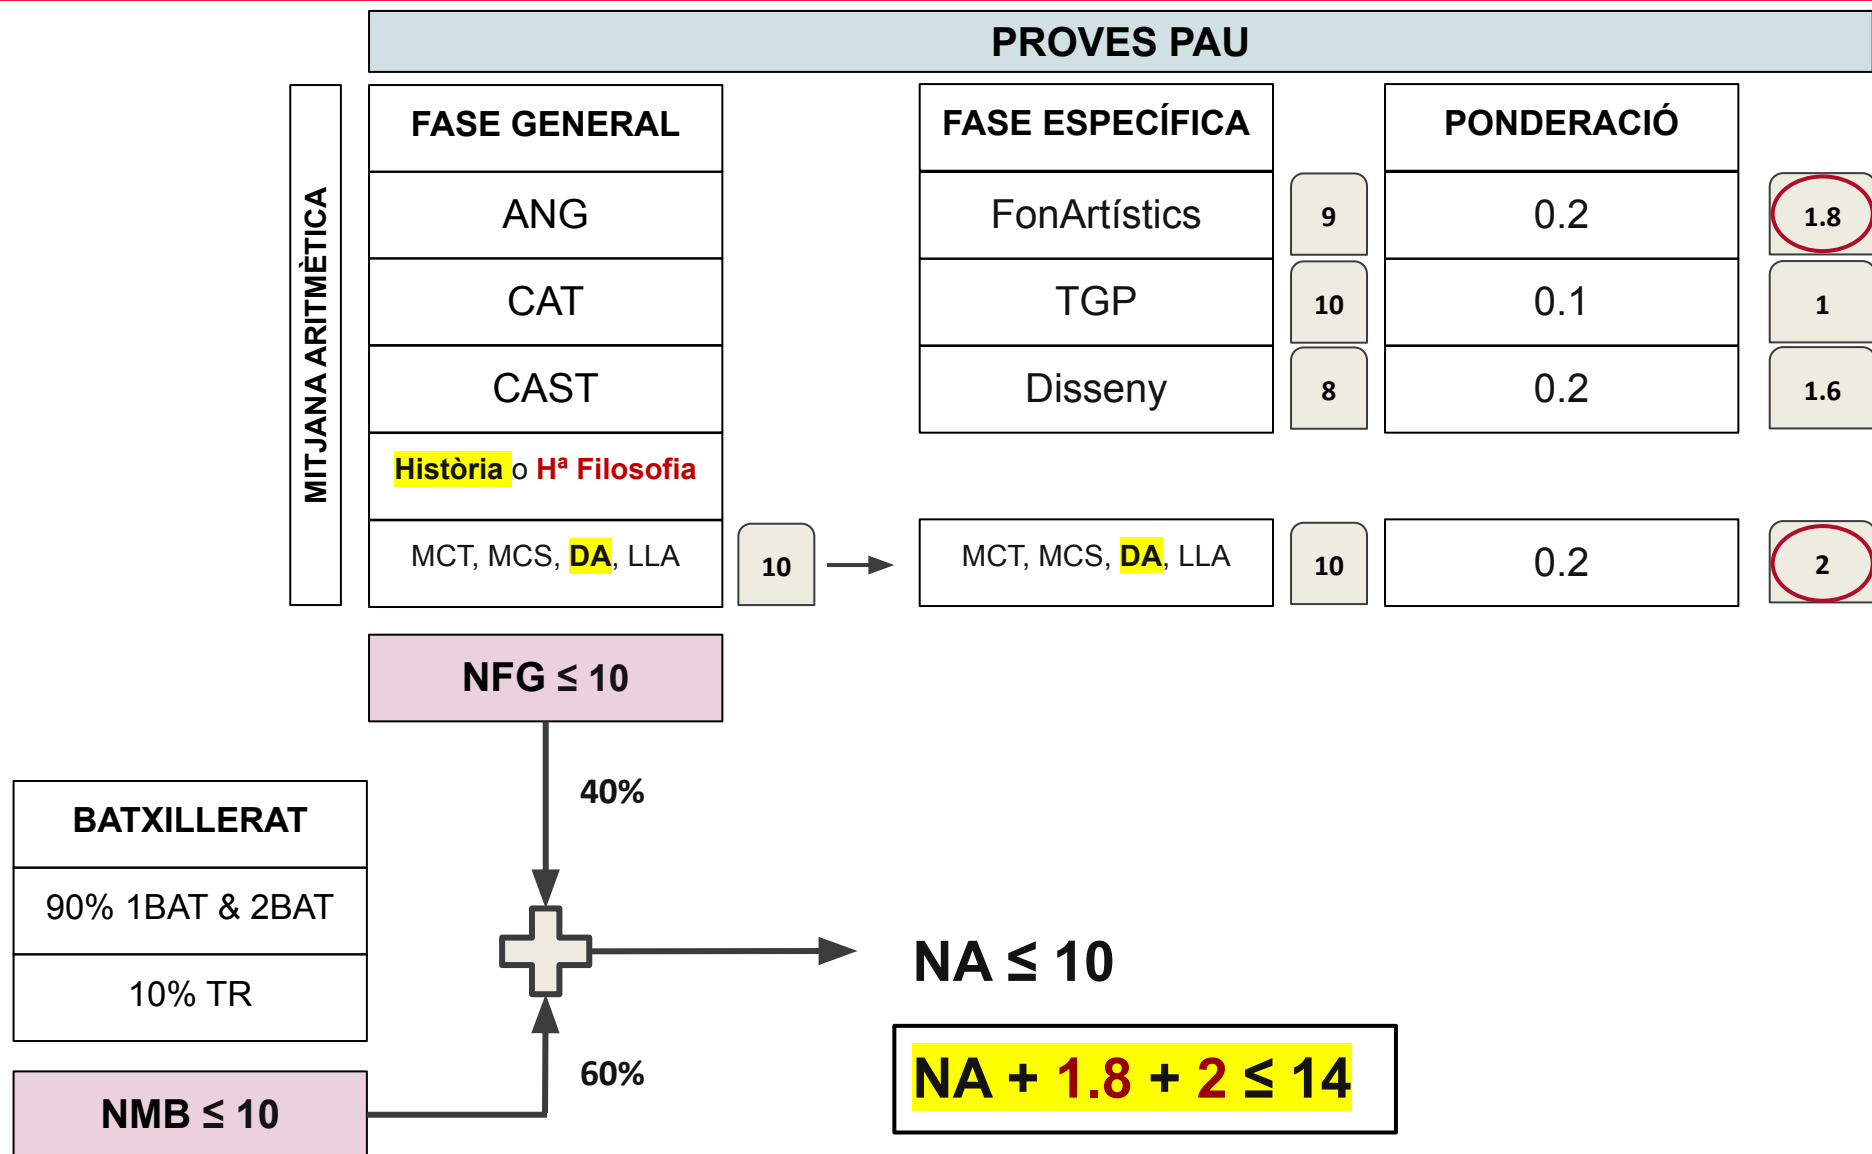 PROVES PAU
MITJANA ARITMÈTICA
FASE GENERAL
ANG
CAT
CAST
Història o Hª Filosofia
MCT, MCS, DA, LLA
10
FASE ESPECÍFICA
PONDERACIÓ
FonArtístics
9
0.2
1.8
TGP
10
0.1
1
Disseny
8
0.2
1.6
MCT, MCS, DA, LLA
10
0.2
2
NFG ≤ 10
40%
BATXILLERAT
90% 1BAT & 2BAT
10% TR
NMB ≤ 10
60%
NA ≤ 10
NA + 1.8 + 2 ≤ 14